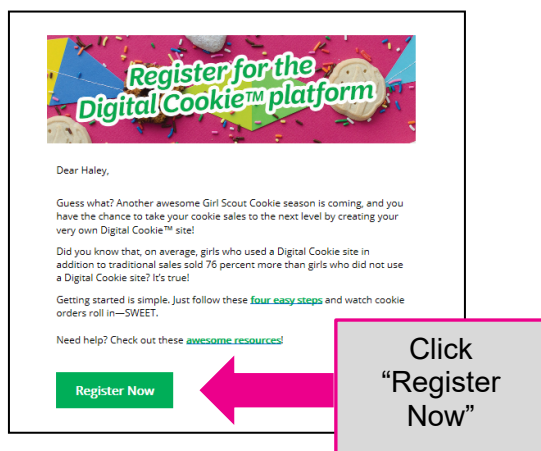 Register for the
Digital Cookie™ platform
Dear Haley,
Guess what? Another awesome Girl Scout Cookie season is coming, and you
have the chance to take your cookie sales to the next level by creating your
very own Digital Cookie™ site!
Did you know that, on average, girls who used a Digital Cookie site in
addition to traditional sales sold 76 percent more than girls who did not use
a Digital Cookie site? It's true!
Getting started is simple. Just follow these four easy steps and watch cookie
orders roll in—SWEET.
Need help? Check out these awesome resources!
Register Now
Click
“Register
Now”